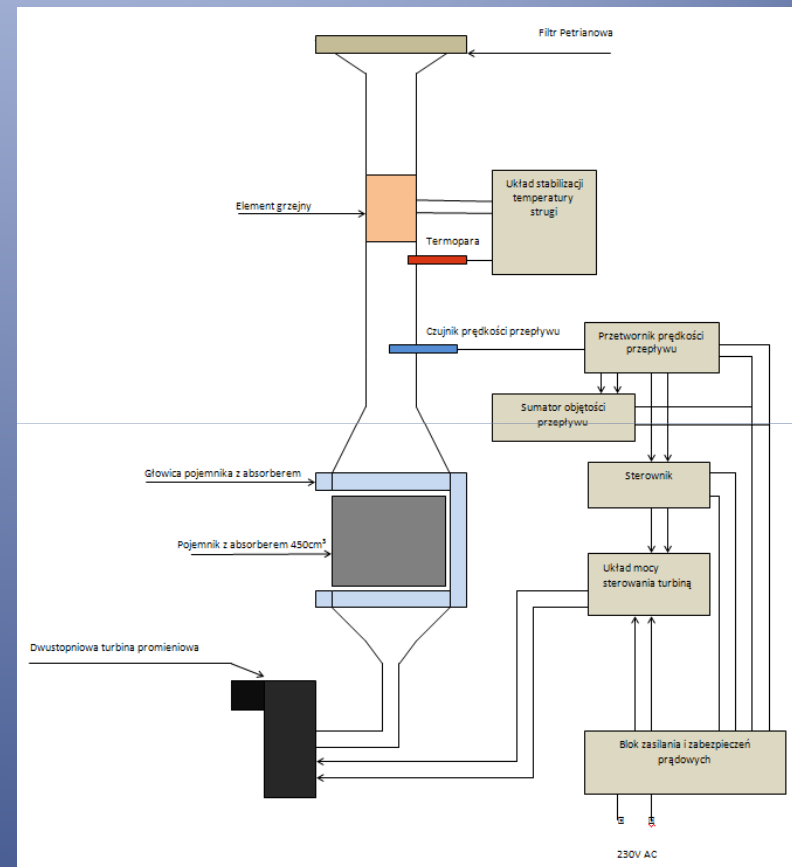 Filtr Petrianowa
Układ stabilizacji
temperatury
strugi
Element grzejny
Termopara
Czujnik prędkości przepływu
Przetwornik prędkości
przepływu
Sumator objętości
przepływu
Głowica pojemnika z absorberem
Sterownik
Pojemnik z absorberem 450cm³
Układ mocy
sterowania turbiną
Dwustopniowa turbina promieniowa
Blok zasilania i zabezpieczeń
prądowych
230V AC